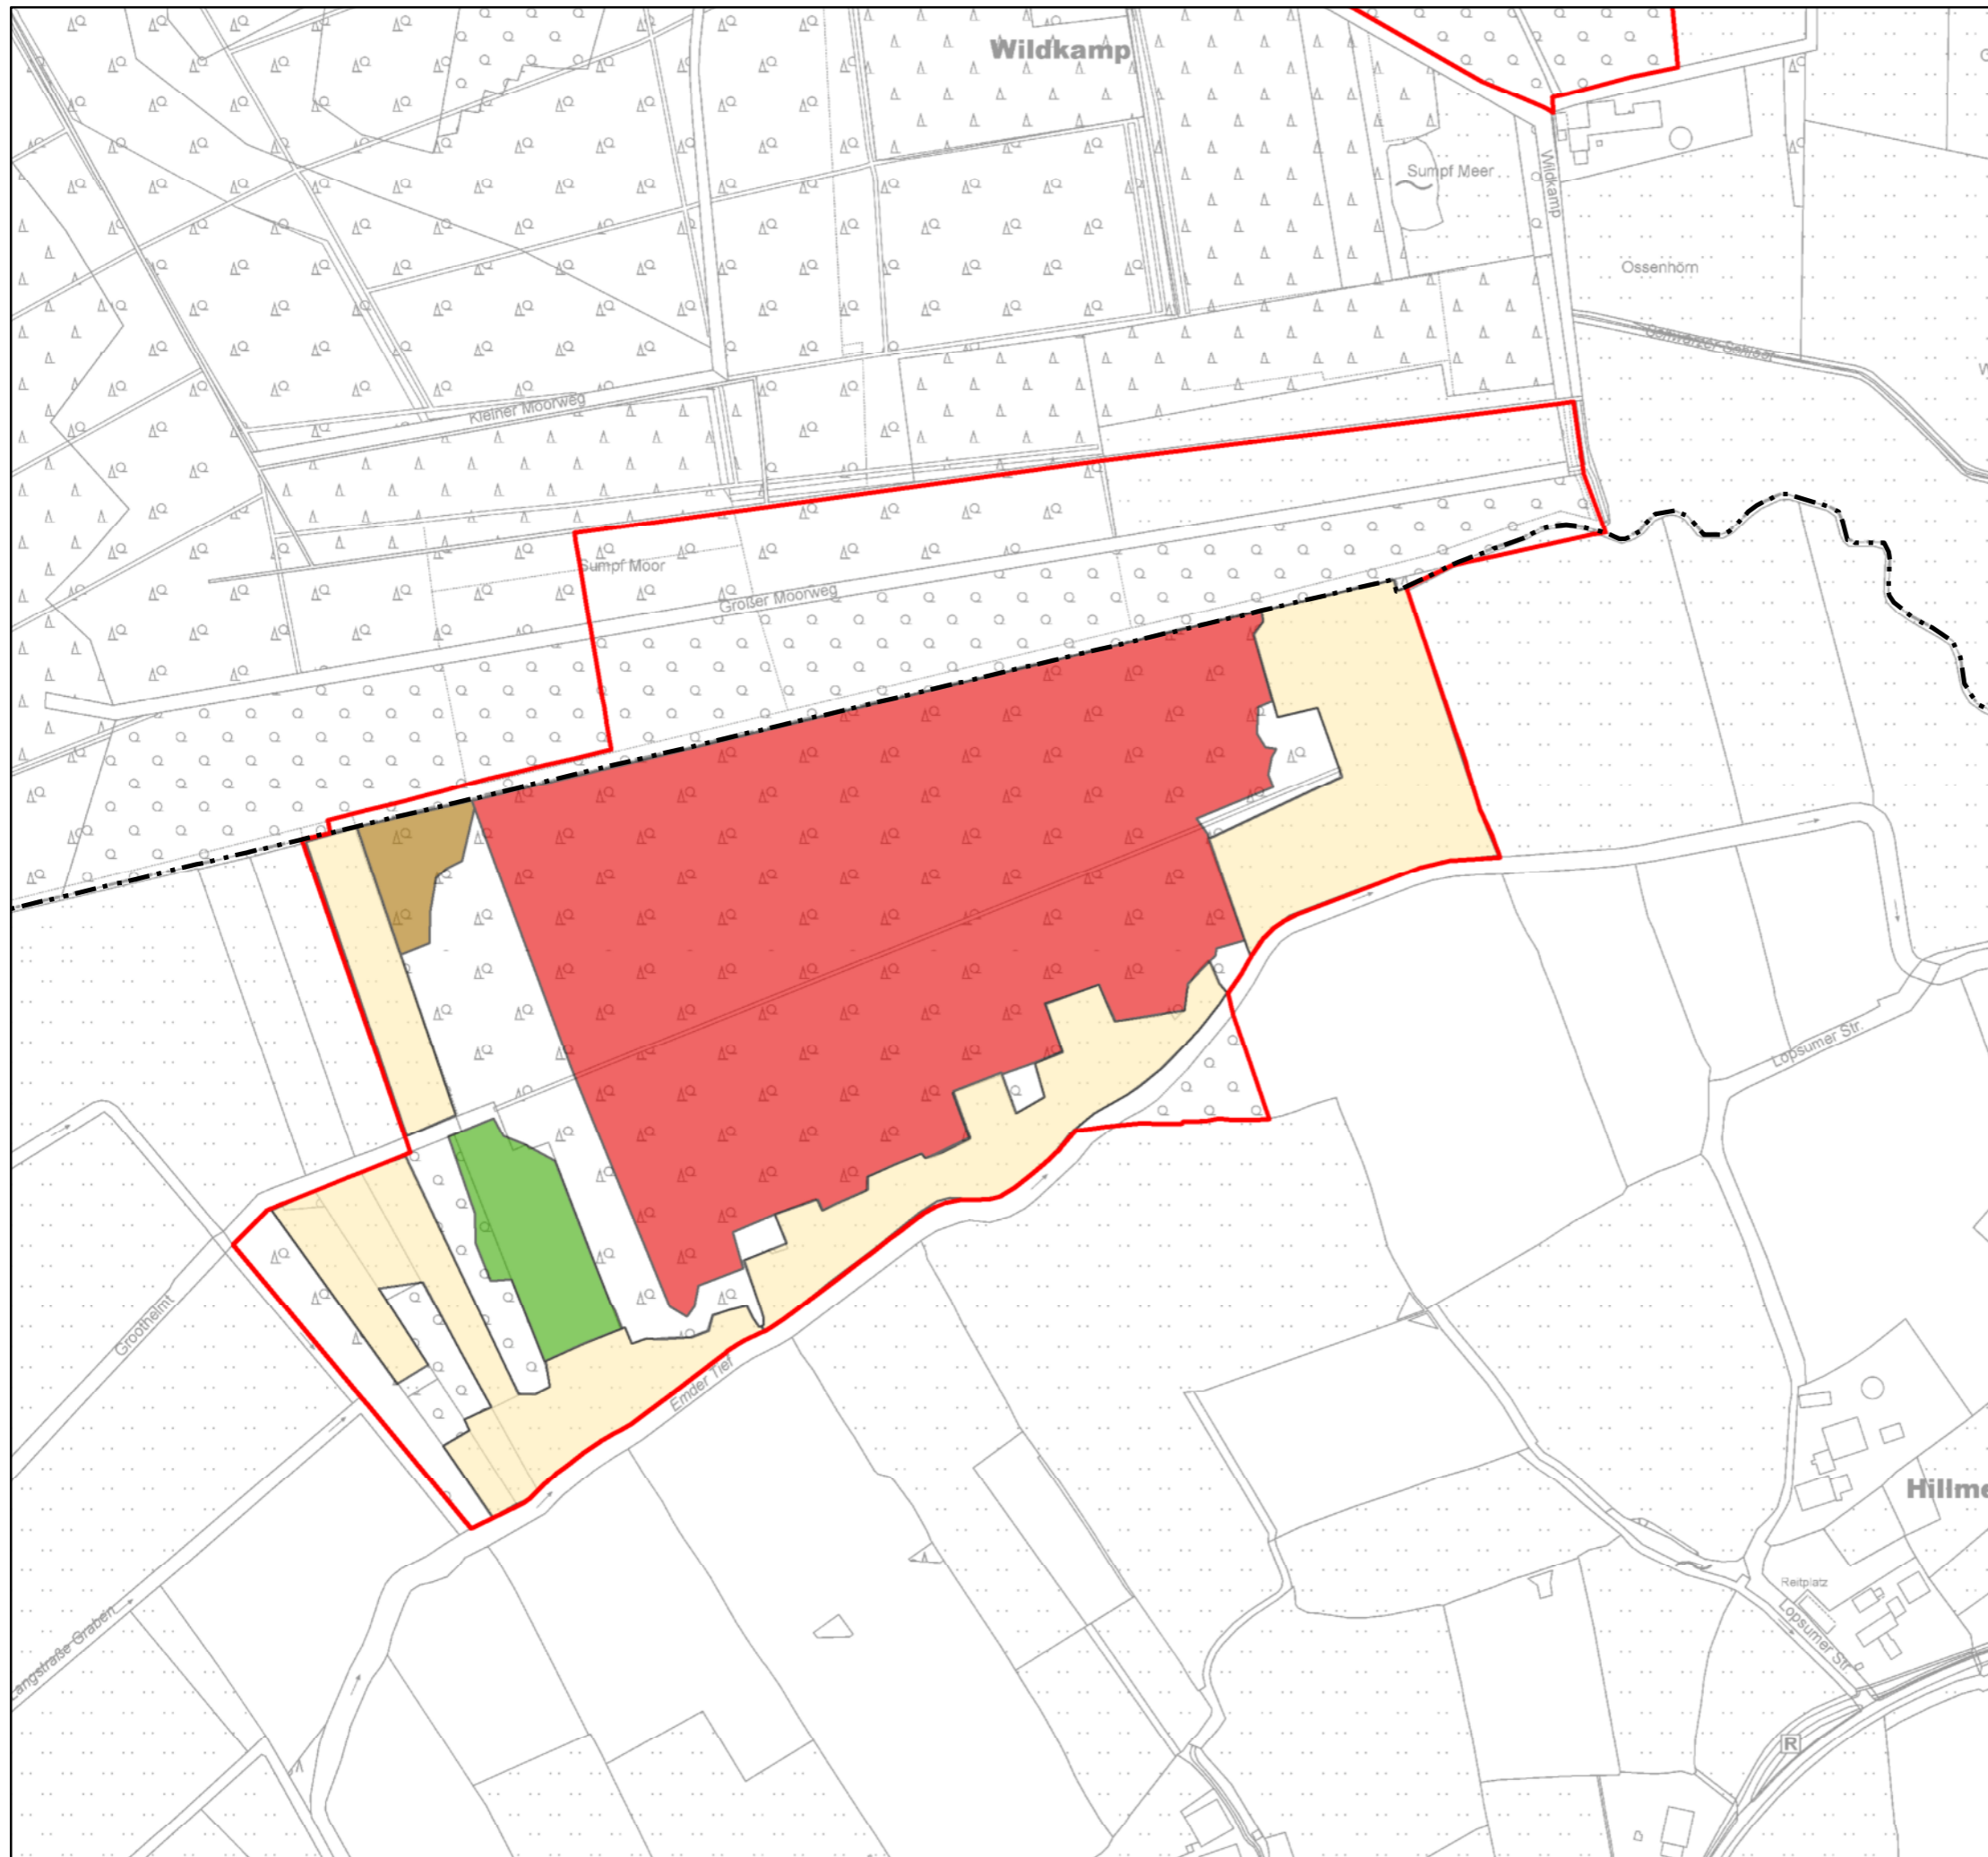 Wildkamp
Sumpf Meer
Wildkamp
Ossenhörn
Kleiner Moorweg
Sumpf Moor
Großer Moorweg
Lopsumer Str.
Groothelmt
Emder Tief
Hillme
Reitplatz
Lopsumer Str.
Langstraße Graben
R